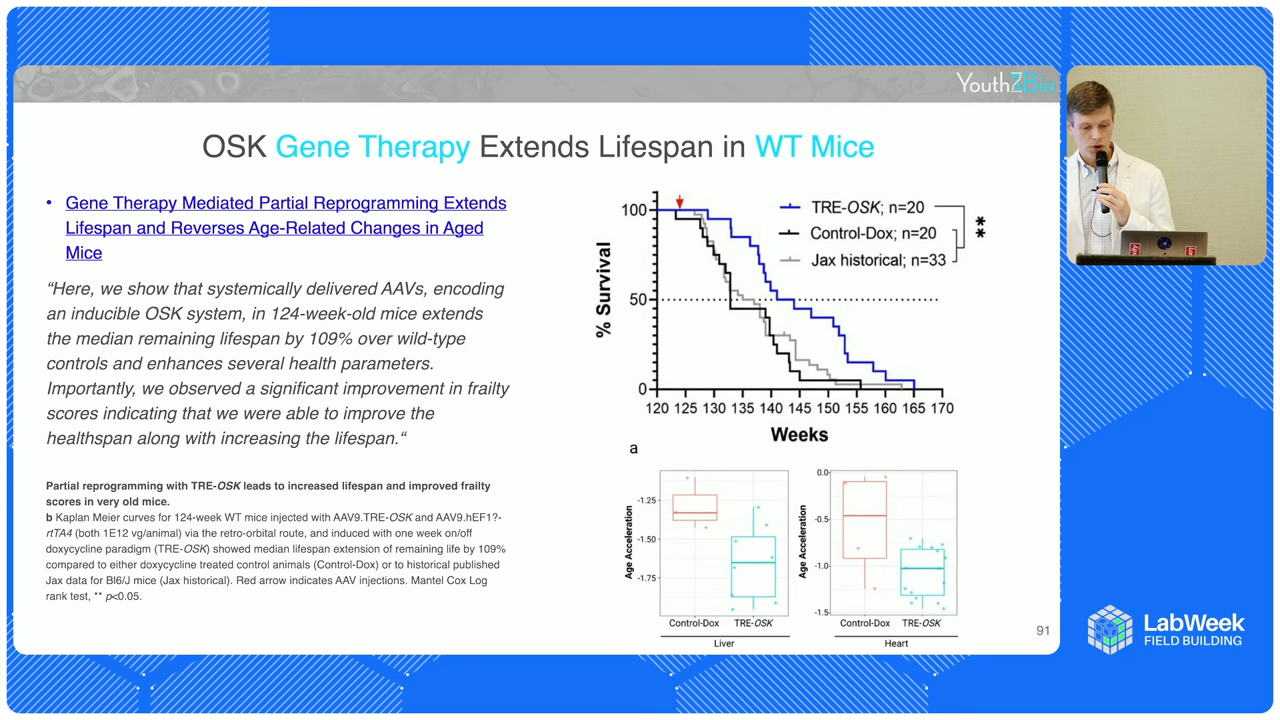 YouthZBio
OSK Gene Therapy Extends Lifespan in WT Mice
• Gene Therapy Mediated Partial Reprogramming Extends
Lifespan and Reverses Age-Related Changes in Aged
Mice
“Here, we show that systemically delivered AAVs, encoding
an inducible OSK system, in 124-week-old mice extends
the median remaining lifespan by 109% over wild-type
controls and enhances several health parameters.
Importantly, we observed a significant improvement in frailty
scores indicating that we were able to improve the
healthspan along with increasing the lifespan.“
Partial reprogramming with TRE-OSK leads to increased lifespan and improved frailty
scores in very old mice.
b Kaplan Meier curves for 124-week WT mice injected with AAV9.TRE-OSK and AAV9.hEF1?-
rtTA4 (both 1E12 vg/animal) via the retro-orbital route, and induced with one week on/off
doxycycline paradigm (TRE-OSK) showed median lifespan extension of remaining life by 109%
compared to either doxycycline treated control animals (Control-Dox) or to historical published
Jax data for Bl6/J mice (Jax historical). Red arrow indicates AAV injections. Mantel Cox Log
rank test, ** p<0.05.
% Survival
100
50
0
TRE-OSK; n=20
Control-Dox; n=20
Jax historical; n=33
**
120 125 130 135 140 145 150 155 160 165 170
Weeks
a
Age Acceleration
-1.25
-1.50
-1.75
Control-Dox TRE-OSK
Liver
Age Acceleration
0.0
-0.5
-1.0
-1.5
Control-Dox TRE-OSK
Heart
91
LabWeek
FIELD BUILDING